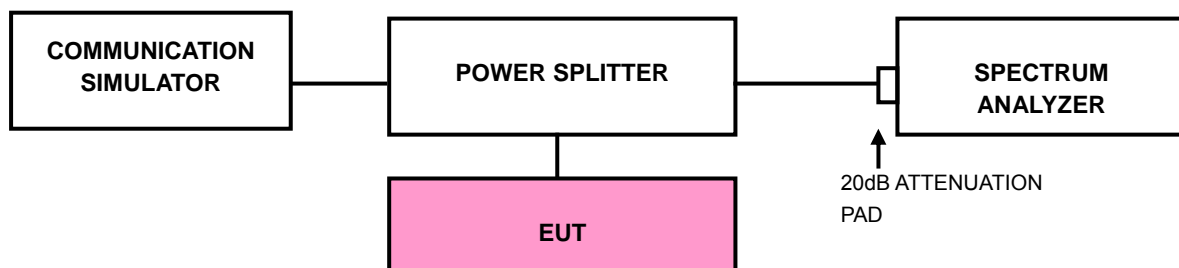 COMMUNICATION
SIMULATOR
POWER SPLITTER
SPECTRUM
ANALYZER
20dB ATTENUATION
PAD
EUT